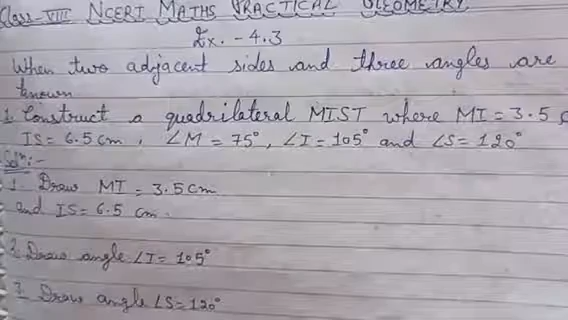 Class-VIII NCERT MATHS PRACTICAL GEOMETRY
Ex. - 4.3
When two adjacent sides and three angles are
known
1. Construct a quadrilateral MIST where MI = 3.5 c
IS = 6.5 cm, ∠M = 75°, ∠I = 105° and ∠S = 120°
Solⁿ:-
1. Draw MI = 3.5 cm
and IS = 6.5 cm.
2. Draw angle ∠I = 105°
3. Draw angle ∠S = 120°